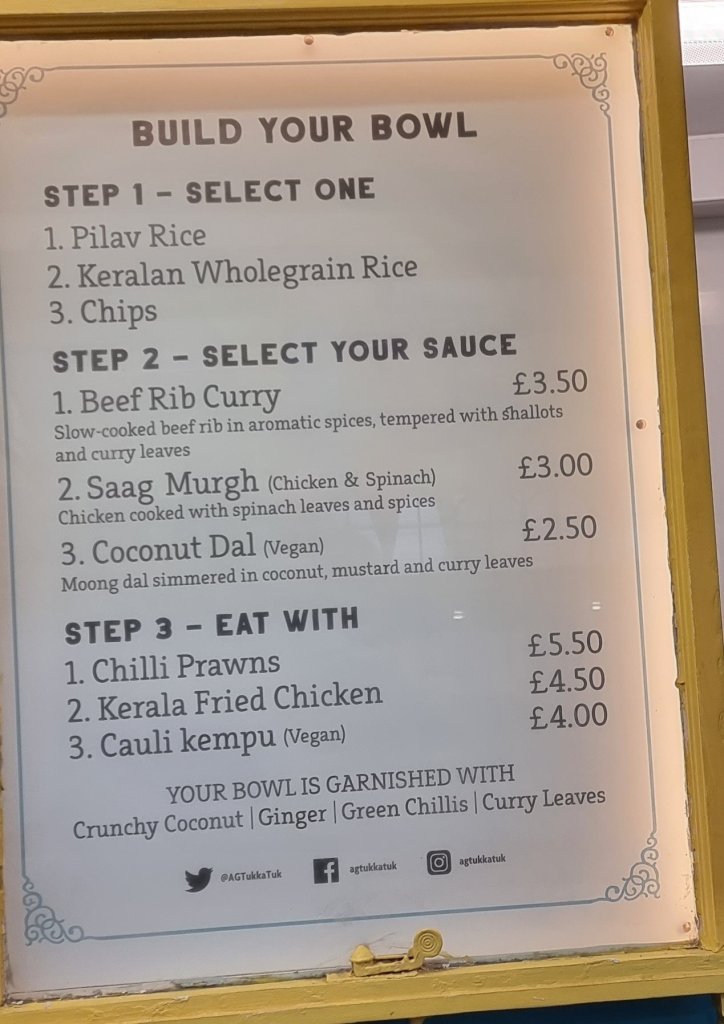 BUILD YOUR BOWL
STEP 1 – SELECT ONE
1. Pilav Rice
2. Keralan Wholegrain Rice
3. Chips
STEP 2 – SELECT YOUR SAUCE
1. Beef Rib Curry £3.50
Slow-cooked beef rib in aromatic spices, tempered with shallots
and curry leaves
2. Saag Murgh (Chicken & Spinach) £3.00
Chicken cooked with spinach leaves and spices
3. Coconut Dal (Vegan) £2.50
Moong dal simmered in coconut, mustard and curry leaves
STEP 3 – EAT WITH
1. Chilli Prawns £5.50
2. Kerala Fried Chicken £4.50
3. Cauli kempu (Vegan) £4.00
YOUR BOWL IS GARNISHED WITH
Crunchy Coconut | Ginger | Green Chillis | Curry Leaves
@AGTukkaTuk agtukkatuk agtukkatuk